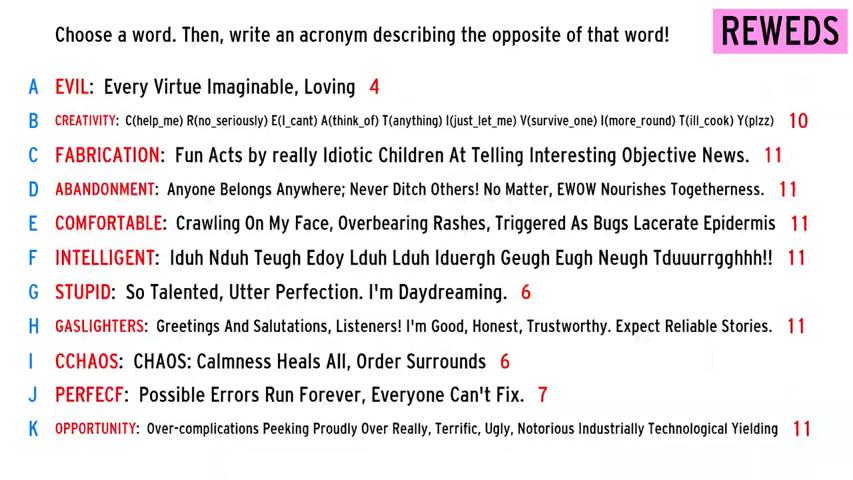 Choose a word. Then, write an acronym describing the opposite of that word!
REWEDS
A EVIL: Every Virtue Imaginable, Loving 4
B CREATIVITY: C(help_me) R(no_seriously) E(I_cant) A(think_of) T(anything) I(just_let_me) V(survive_one) I(more_round) T(ill_cook) Y(plzz) 10
C FABRICATION: Fun Acts by really Idiotic Children At Telling Interesting Objective News. 11
D ABANDONMENT: Anyone Belongs Anywhere; Never Ditch Others! No Matter, EWOW Nourishes Togetherness. 11
E COMFORTABLE: Crawling On My Face, Overbearing Rashes, Triggered As Bugs Lacerate Epidermis 11
F INTELLIGENT: Iduh Nduh Teugh Edoy Lduh Lduh Iduergh Geugh Eugh Neugh Tduuurrgghhh!! 11
G STUPID: So Talented, Utter Perfection. I'm Daydreaming. 6
H GASLIGHTERS: Greetings And Salutations, Listeners! I'm Good, Honest, Trustworthy. Expect Reliable Stories. 11
I CCHAOS: CHAOS: Calmness Heals All, Order Surrounds 6
J PERFECF: Possible Errors Run Forever, Everyone Can't Fix. 7
K OPPORTUNITY: Over-complications Peeking Proudly Over Really, Terrific, Ugly, Notorious Industrially Technological Yielding 11